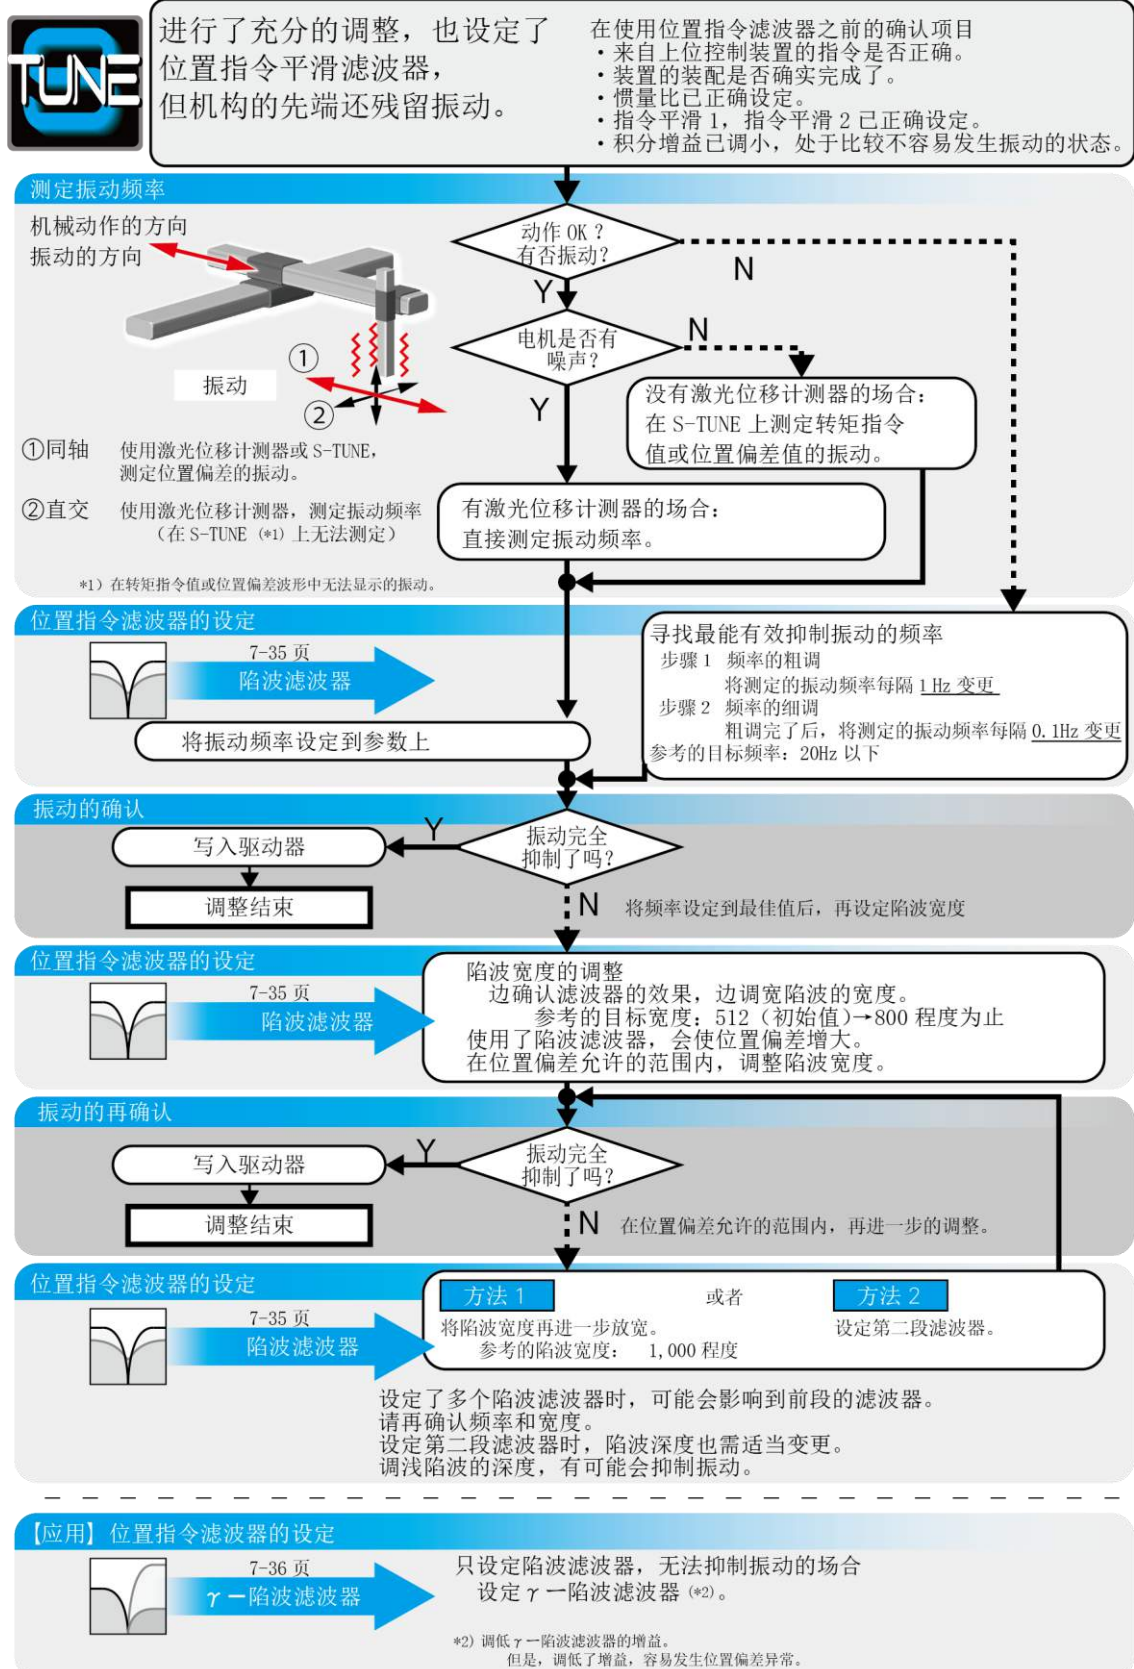 S
TUNE
进行了充分的调整，也设定了
位置指令平滑滤波器，
但机构的先端还残留振动。
在使用位置指令滤波器之前的确认项目
・来自上位控制装置的指令是否正确。
・装置的装配是否确实完成了。
・惯量比已正确设定。
・指令平滑 1，指令平滑 2 已正确设定。
・积分增益已调小，处于比较不容易发生振动的状态。
测定振动频率
机械动作的方向
振动的方向
振动
①
②
①同轴 使用激光位移计测器或 S-TUNE，
测定位置偏差的振动。
②直交 使用激光位移计测器，测定振动频率
（在 S-TUNE (*1) 上无法测定）
*1）在转矩指令值或位置偏差波形中无法显示的振动。
动作 OK？
有否振动？
N
Y
电机是否有
噪声？
N
Y
没有激光位移计测器的场合：
在 S-TUNE 上测定转矩指令
值或位置偏差值的振动。
有激光位移计测器的场合：
直接测定振动频率。
位置指令滤波器的设定
7-35 页
陷波滤波器
将振动频率设定到参数上
寻找最能有效抑制振动的频率
步骤 1 频率的粗调
将测定的振动频率每隔 1 Hz 变更
步骤 2 频率的细调
粗调完了后，将测定的振动频率每隔 0.1Hz 变更
参考的目标频率：20Hz 以下
振动的确认
写入驱动器
Y
振动完全
抑制了吗？
调整结束
N
将频率设定到最佳值后，再设定陷波宽度
位置指令滤波器的设定
7-35 页
陷波滤波器
陷波宽度的调整
边确认滤波器的效果，边调宽陷波的宽度。
参考的目标宽度：512（初始值）→800 程度为止
使用了陷波滤波器，会使位置偏差增大。
在位置偏差允许的范围内，调整陷波宽度。
振动的再确认
写入驱动器
Y
振动完全
抑制了吗？
调整结束
N
在位置偏差允许的范围内，再进一步的调整。
位置指令滤波器的设定
7-35 页
陷波滤波器
方法 1 或者 方法 2
将陷波宽度再进一步放宽。 设定第二段滤波器。
参考的陷波宽度： 1,000 程度
设定了多个陷波滤波器时，可能会影响到前段的滤波器。
请再确认频率和宽度。
设定第二段滤波器时，陷波深度也需适当变更。
调浅陷波的深度，有可能会抑制振动。
【应用】位置指令滤波器的设定
7-36 页
γ－陷波滤波器
只设定陷波滤波器，无法抑制振动的场合
设定γ－陷波滤波器 (*2)。
*2）调低γ－陷波滤波器的增益。
但是，调低了增益，容易发生位置偏差异常。